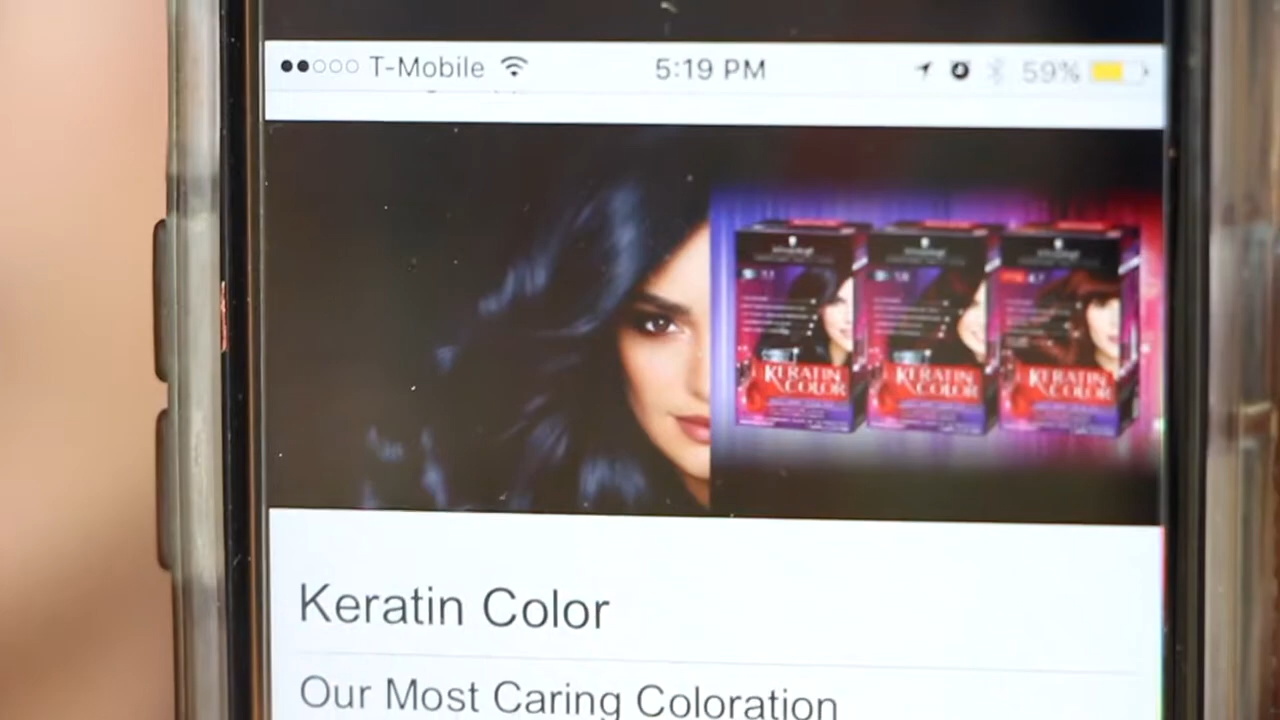 T-Mobile 5:19 PM 59%
KERATIN COLOR
KERATIN COLOR
KERATIN COLOR
Keratin Color
Our Most Caring Coloration